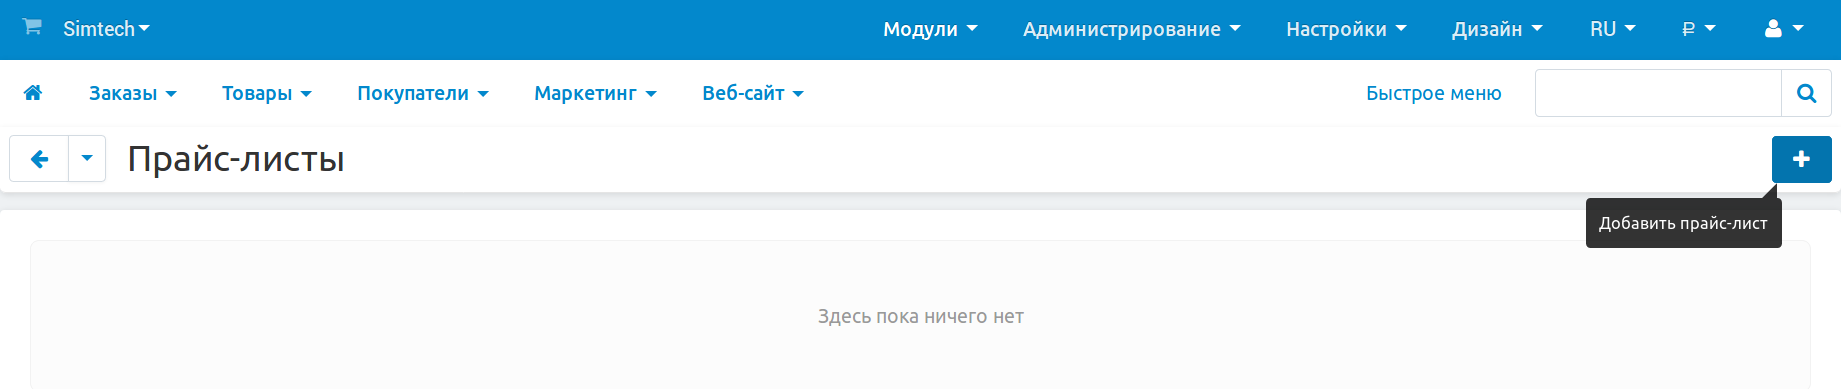 Simtech Модули Администрирование Настройки Дизайн RU ₽
Заказы Товары Покупатели Маркетинг Веб-сайт Быстрое меню
Прайс-листы
Добавить прайс-лист
Здесь пока ничего нет